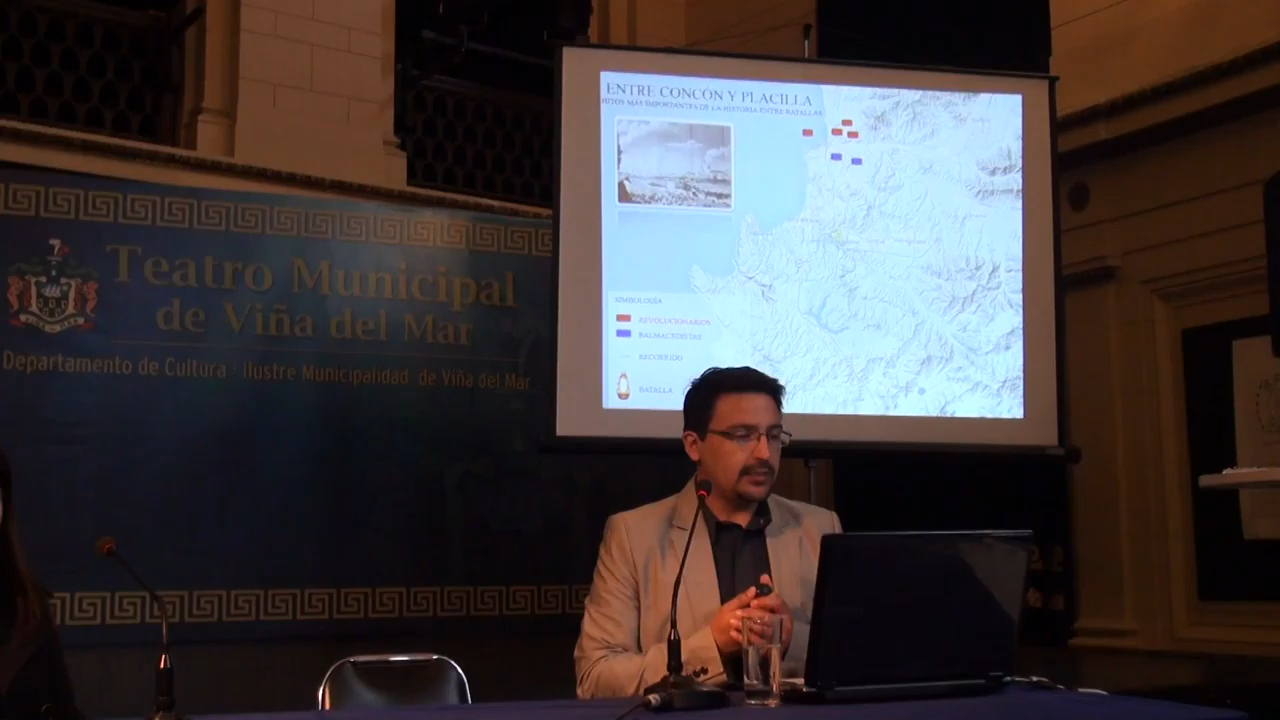 Teatro Municipal
de Viña del Mar
Departamento de Cultura - ilustre Municipalidad de Viña del Mar
ENTRE CONCÓN Y PLACILLA
HITOS MÁS IMPORTANTES DE LA HISTORIA ENTRE BATALLAS
SIMBOLOGÍA
REVOLUCIONARIOS
BALMACEDISTAS
RECORRIDO
BATALLA